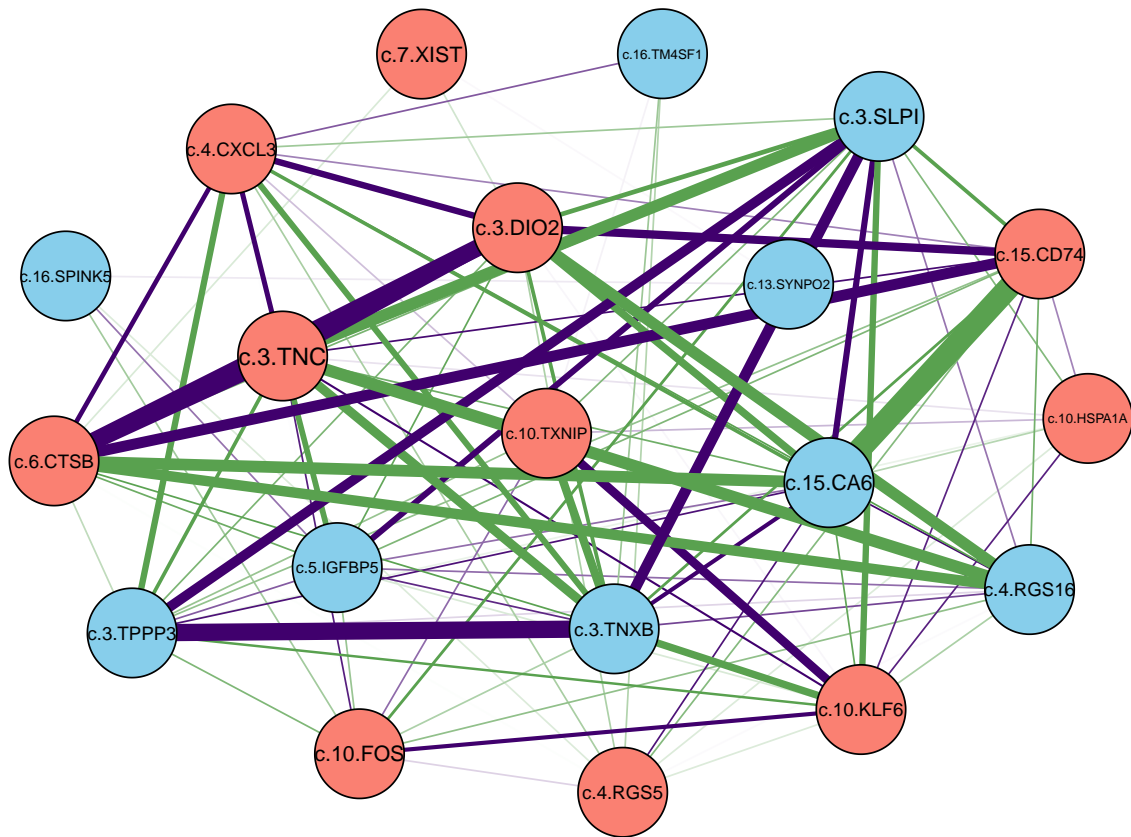 c.7.XIST
c.16.TM4SF1
c.3.SLPI
c.4.CXCL3
c.3.DIO2
c.15.CD74
c.16.SPINK5
c.13.SYNPO2
c.3.TNC
c.10.HSPA1A
c.10.TXNIP
c.6.CTSB
c.15.CA6
c.5.IGFBP5
c.4.RGS16
c.3.TPPP3
c.3.TNXB
c.10.KLF6
c.10.FOS
c.4.RGS5